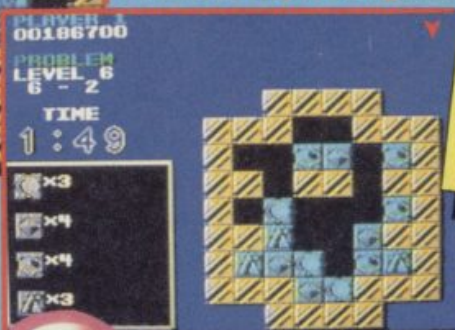 PLAYER 1
00186700
PROBLEM
LEVEL 6
6 - 2
TIME
1:49
×3
×4
×4
×3